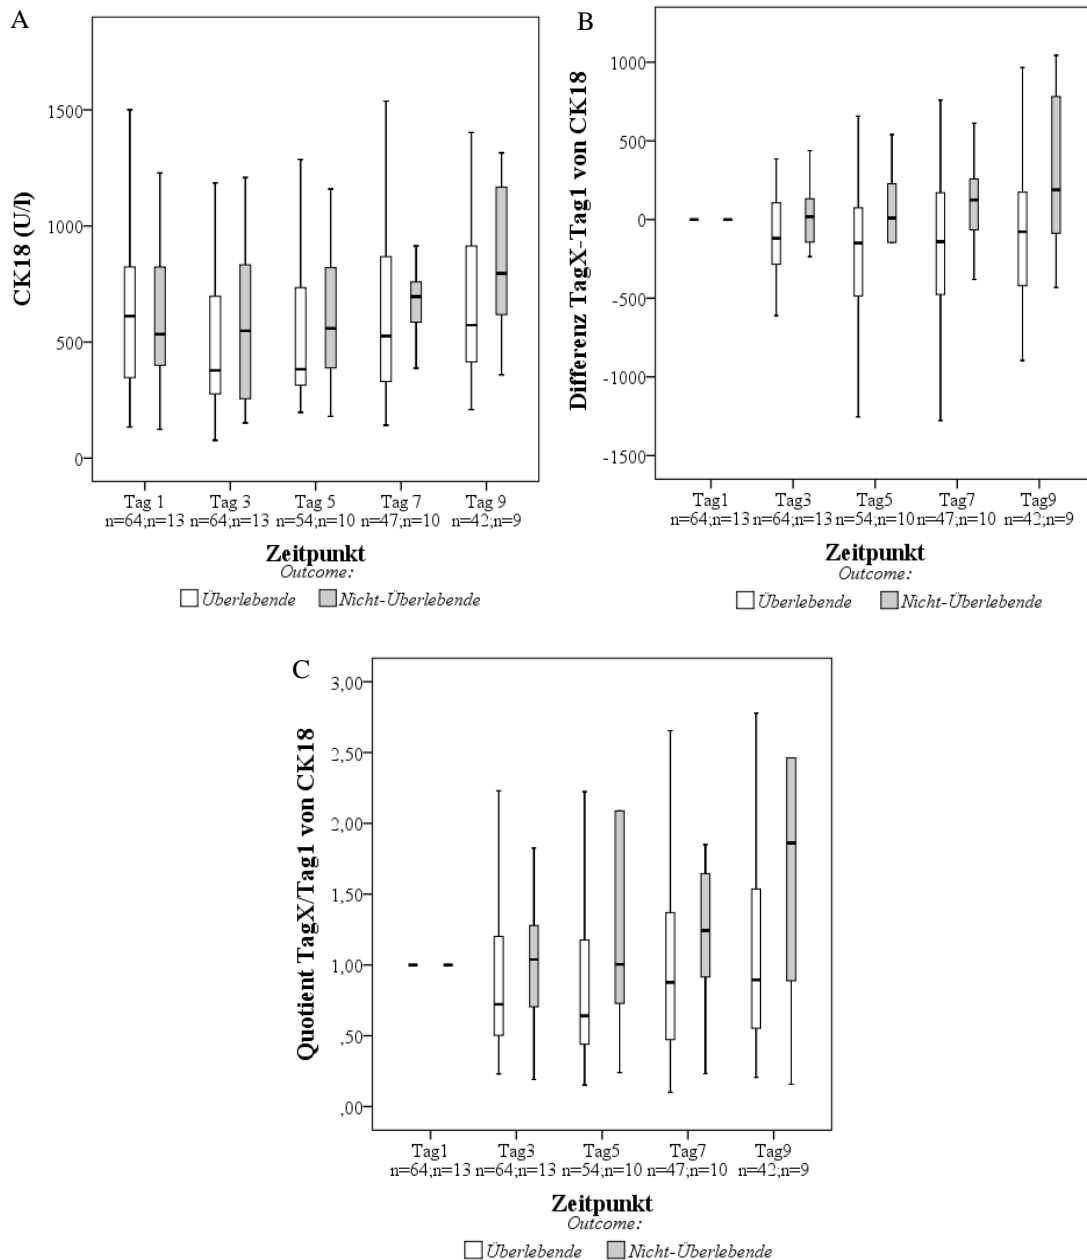 A
CK18 (U/l)
1500
1000
500
0
Tag 1 Tag 3 Tag 5 Tag 7 Tag 9
n=64;n=13 n=64;n=13 n=54;n=10 n=47;n=10 n=42;n=9
Zeitpunkt
Outcome:
Überlebende Nicht-Überlebende
B
Differenz TagX-Tag1 von CK18
1000
500
0
-500
-1000
-1500
Tag1 Tag3 Tag5 Tag7 Tag9
n=64;n=13 n=64;n=13 n=54;n=10 n=47;n=10 n=42;n=9
Zeitpunkt
Outcome:
Überlebende Nicht-Überlebende
C
Quotient TagX/Tag1 von CK18
3,00
2,50
2,00
1,50
1,00
,50
,00
Tag1 Tag3 Tag5 Tag7 Tag9
n=64;n=13 n=64;n=13 n=54;n=10 n=47;n=10 n=42;n=9
Zeitpunkt
Outcome:
Überlebende Nicht-Überlebende